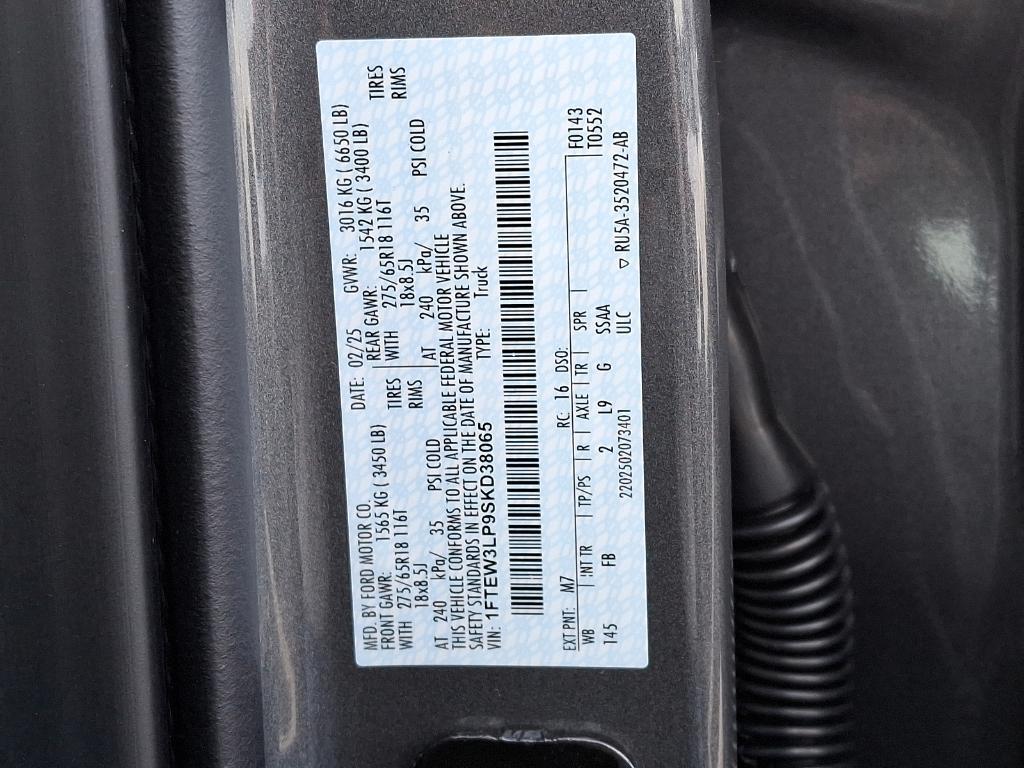 MFD. BY FORD MOTOR CO.
DATE: 02/25 GVWR: 3016 KG ( 6650 LB)
FRONT GAWR: 1565 KG ( 3450 LB) REAR GAWR: 1542 KG ( 3400 LB)
WITH 275/65R18 116T TIRES WITH 275/65R18 116T TIRES
18x8.5J RIMS 18x8.5J RIMS
AT 240 kPa/ 35 PSI COLD AT 240 kPa/ 35 PSI COLD
THIS VEHICLE CONFORMS TO ALL APPLICABLE FEDERAL MOTOR VEHICLE
SAFETY STANDARDS IN EFFECT ON THE DATE OF MANUFACTURE SHOWN ABOVE.
VIN: 1FTEW3LP9SKD38065 TYPE: Truck
EXT PNT: M7 RC: 16 DSO: F0143
WB INT TR TP/PS R AXLE TR SPR T0552
145 FB 2 L9 G SSAA
2202502073401 ULC ▽ RU5A-3520472-AB